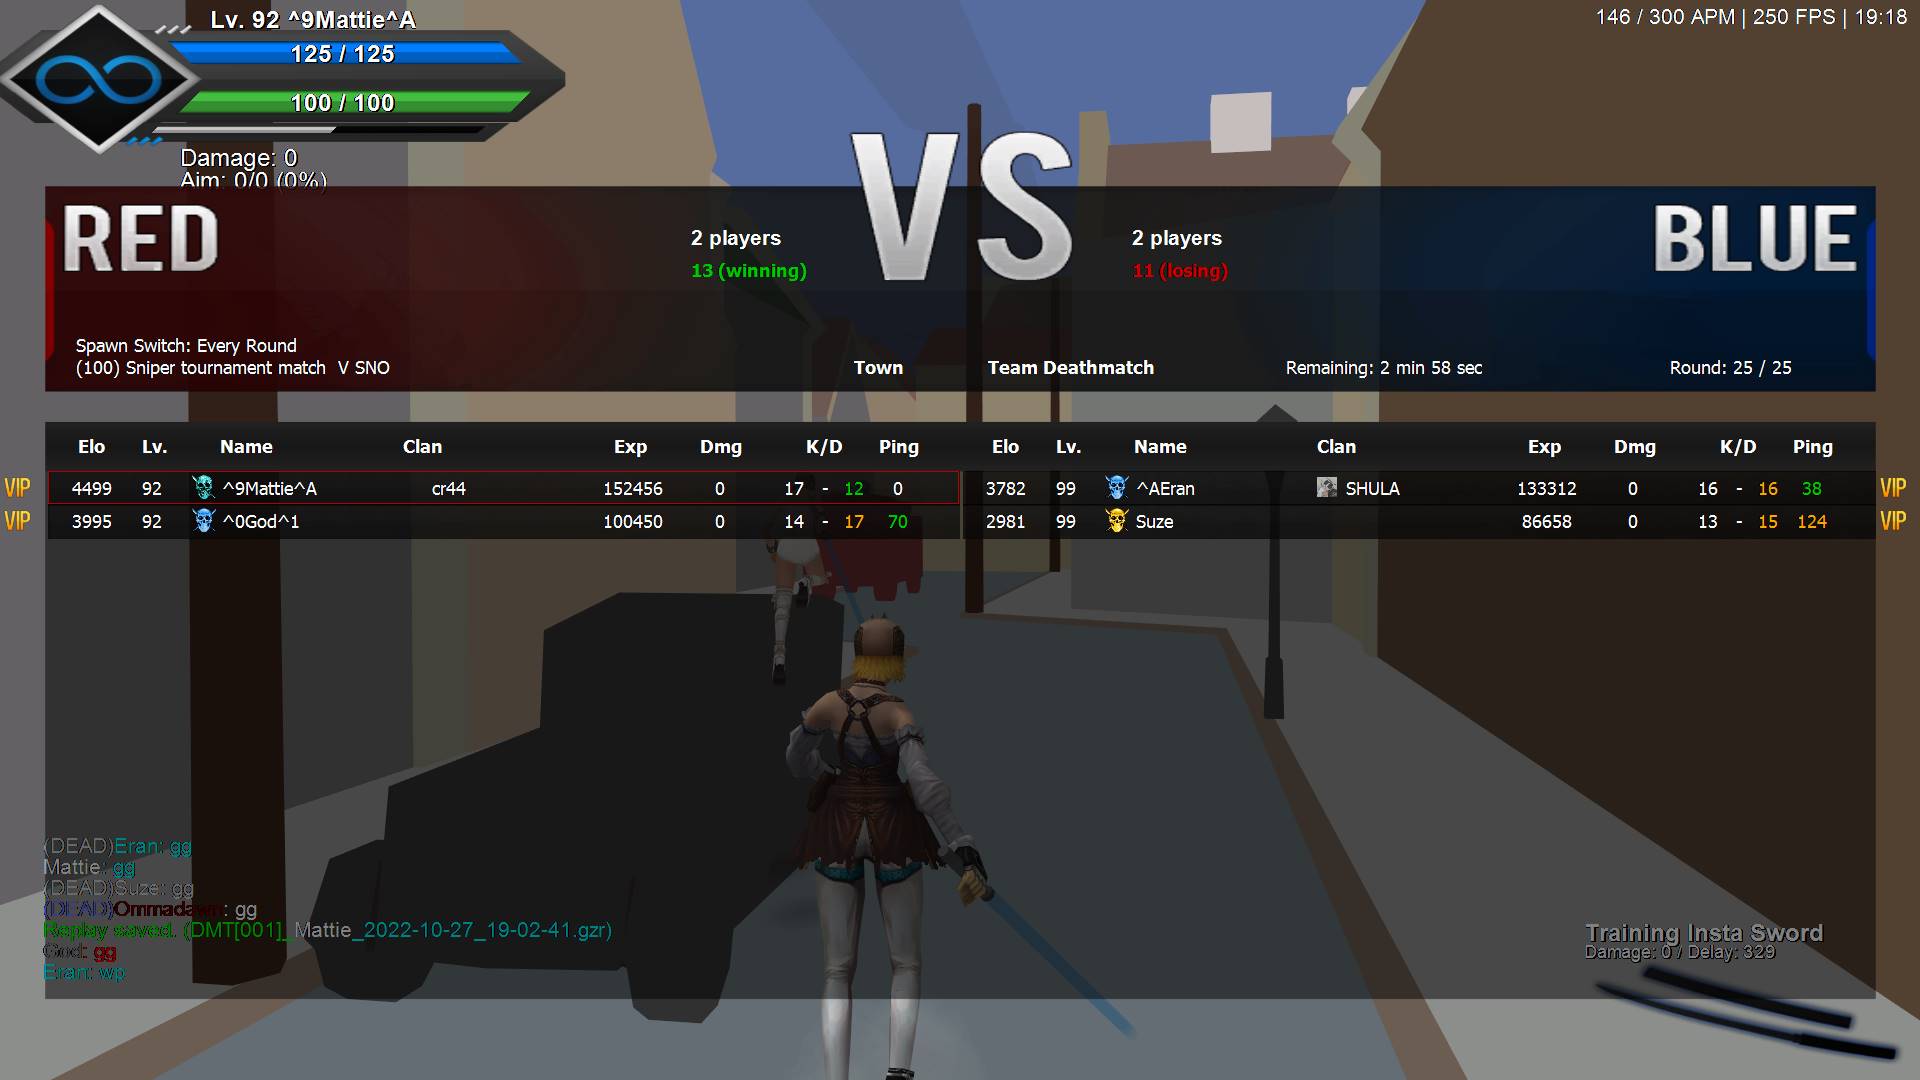 Lv. 92 ^9Mattie^A
146 / 300 APM | 250 FPS | 19:18
125 / 125
100 / 100
Damage: 0
Aim: 0/0 (0%)
RED
VS
BLUE
2 players
2 players
13 (winning)
11 (losing)
Spawn Switch: Every Round
(100) Sniper tournament match V SNO
Town
Team Deathmatch
Remaining: 2 min 58 sec
Round: 25 / 25
Elo Lv. Name Clan Exp Dmg K/D Ping
Elo Lv. Name Clan Exp Dmg K/D Ping
VIP 4499 92 ^9Mattie^A cr44 152456 0 17 - 12 0
3782 99 ^AEran SHULA 133312 0 16 - 16 38 VIP
VIP 3995 92 ^0God^1 100450 0 14 - 17 70
2981 99 Suze 86658 0 13 - 15 124 VIP
(DEAD)Eran: gg
Mattie: gg
(DEAD)Suze: gg
(DEAD)Ommadawn: gg
Replay saved. (DMT[001]_Mattie_2022-10-27_19-02-41.gzr)
God: gg
Eran: wp
Training Insta Sword
Damage: 0 / Delay: 329